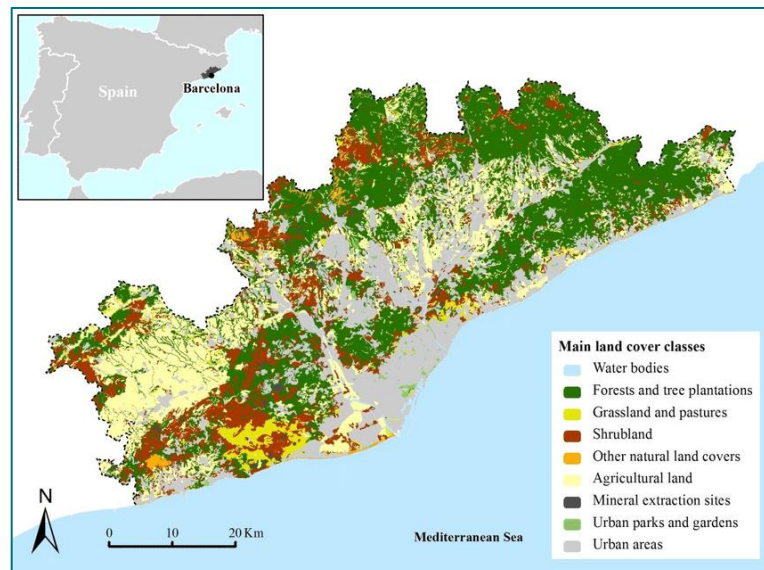 Spain
Barcelona
Main land cover classes
Water bodies
Forests and tree plantations
Grassland and pastures
Shrubland
Other natural land covers
Agricultural land
Mineral extraction sites
Urban parks and gardens
Urban areas
N
0 10 20 Km
Mediterranean Sea